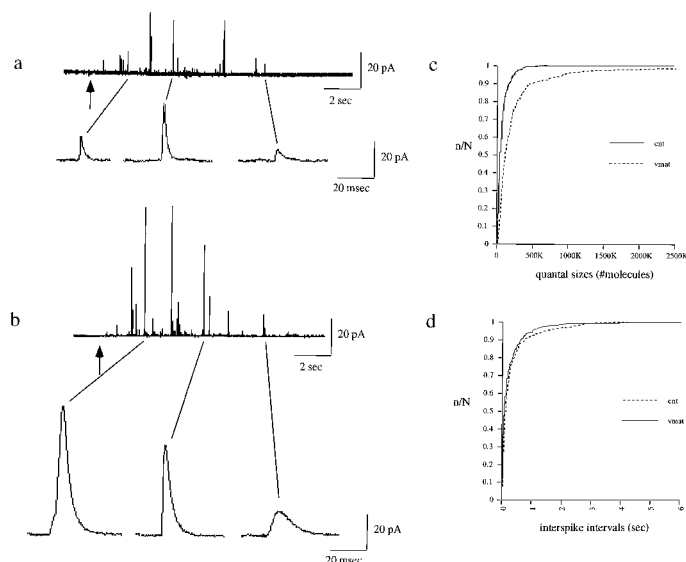 a
20 pA
2 sec
20 pA
20 msec
b
20 pA
2 sec
20 pA
20 msec
c
1
0.9
0.8
0.7
0.6
0.5
0.4
0.3
0.2
0.1
0
n/N
cnt
vmat
0
500K
1000K
1500K
2000K
2500K
quantal sizes (#molecules)
d
1
0.9
0.8
0.7
0.6
0.5
0.4
0.3
0.2
0.1
0
n/N
cnt
vmat
0
1
2
3
4
5
6
interspike intervals (sec)